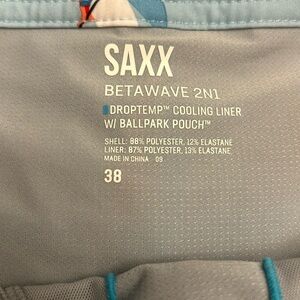 SAXX
BETAWAVE 2N1
DROPTEMP™ COOLING LINER
W/ BALLPARK POUCH™
SHELL: 88% POLYESTER, 12% ELASTANE
LINER: 87% POLYESTER, 13% ELASTANE
MADE IN CHINA 09
38